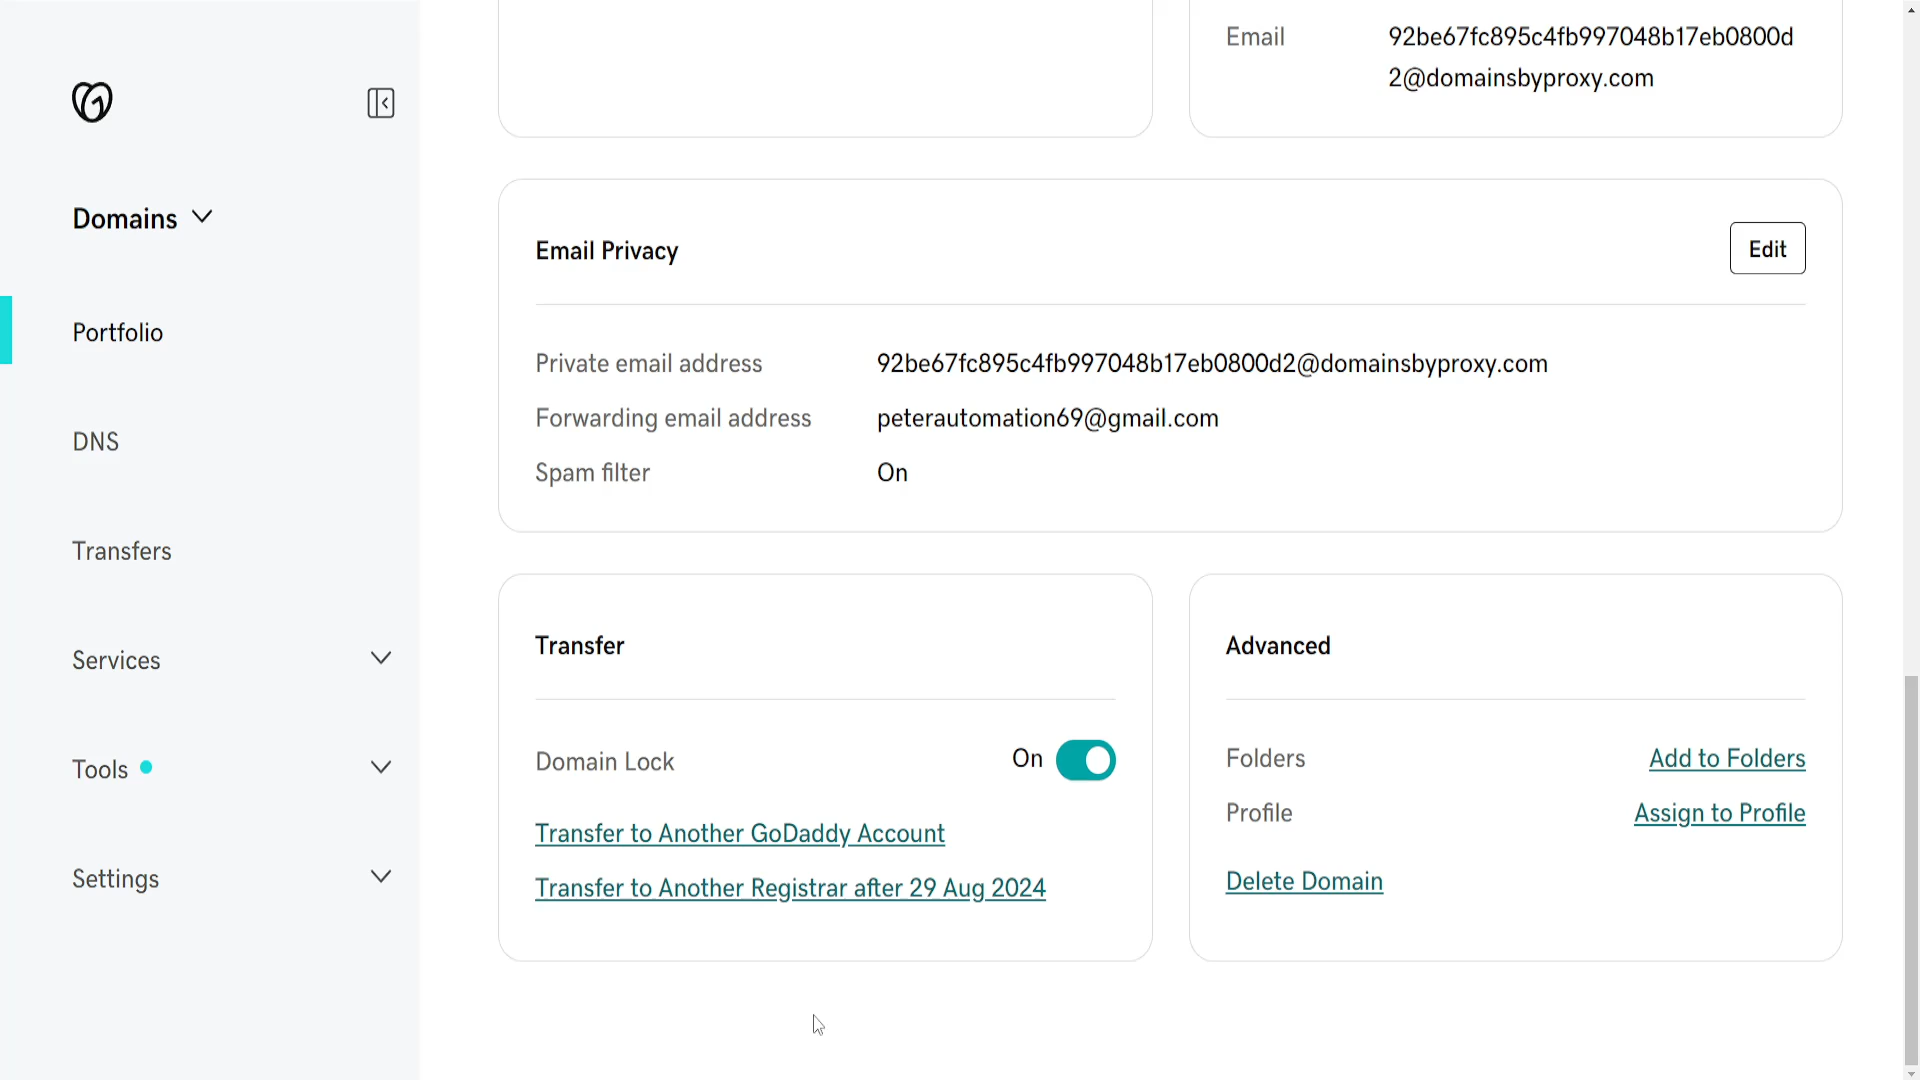 Domains
Portfolio
DNS
Transfers
Services
Tools
Settings
Email 92be67fc895c4fb997048b17eb0800d
2@domainsbyproxy.com
Email Privacy Edit
Private email address 92be67fc895c4fb997048b17eb0800d2@domainsbyproxy.com
Forwarding email address peterautomation69@gmail.com
Spam filter On
Transfer
Domain Lock On
Transfer to Another GoDaddy Account
Transfer to Another Registrar after 29 Aug 2024
Advanced
Folders Add to Folders
Profile Assign to Profile
Delete Domain